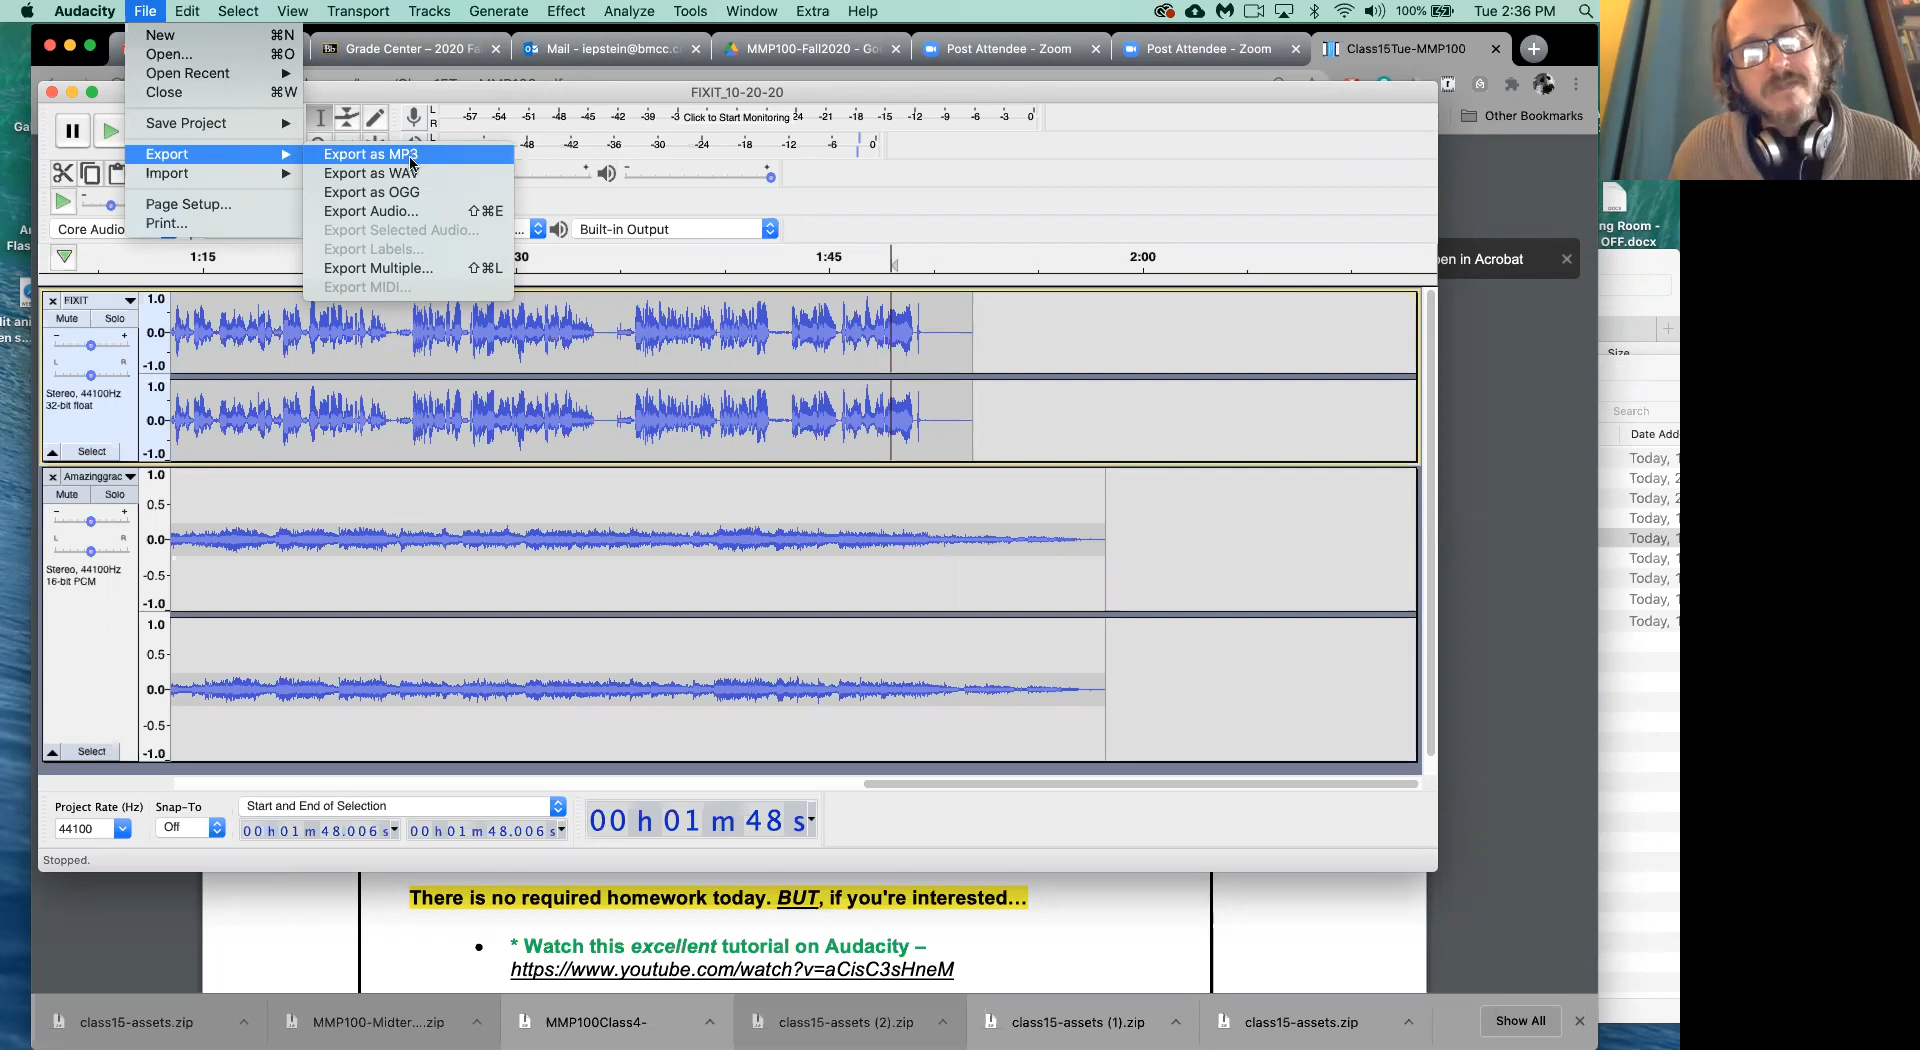 Audacity File Edit Select View Transport Tracks Generate Effect Analyze Tools Window Extra Help 100% Tue 2:36 PM
New ⌘N
Open... ⌘O
Open Recent
Close ⌘W
Save Project
Export
Import
Page Setup...
Print...
Grade Center – 2020 Fa
Mail - iepstein@bmcc.c
MMP100-Fall2020 - Go
Post Attendee - Zoom
Post Attendee - Zoom
Class15Tue-MMP100
Other Bookmarks
FIXIT_10-20-20
L
R
-57 -54 -51 -48 -45 -42 -39 -3 Click to Start Monitoring 24 -21 -18 -15 -12 -9 -6 -3 0
L
-48 -42 -36 -30 -24 -18 -12 -6 0
Export as MP3
Export as WAV
Export as OGG
Export Audio... ⇧⌘E
Export Selected Audio...
Export Labels...
Export Multiple... ⇧⌘L
Export MIDI...
Core Audio
... Built-in Output
1:15 30 1:45 2:00
FIXIT
Mute Solo
- +
L R
Stereo, 44100Hz
32-bit float
Select
1.0
0.0
-1.0
1.0
0.0
-1.0
Amazinggrac
Mute Solo
- +
L R
Stereo, 44100Hz
16-bit PCM
Select
1.0
0.5
0.0
-0.5
-1.0
1.0
0.5
0.0
-0.5
-1.0
Project Rate (Hz) Snap-To Start and End of Selection
44100 Off 00 h 01 m 48.006 s 00 h 01 m 48.006 s 00 h 01 m 48 s
Stopped.
ng Room -
OFF.docx
en in Acrobat
Size
Search
Date Add
Today, 1
Today, 2
Today, 2
Today, 1
Today, 1
Today, 1
Today, 1
Today, 1
Today, 1
There is no required homework today. BUT, if you're interested...
• * Watch this excellent tutorial on Audacity –
https://www.youtube.com/watch?v=aCisC3sHneM
class15-assets.zip
MMP100-Midter....zip
MMP100Class4-
class15-assets (2).zip
class15-assets (1).zip
class15-assets.zip
Show All